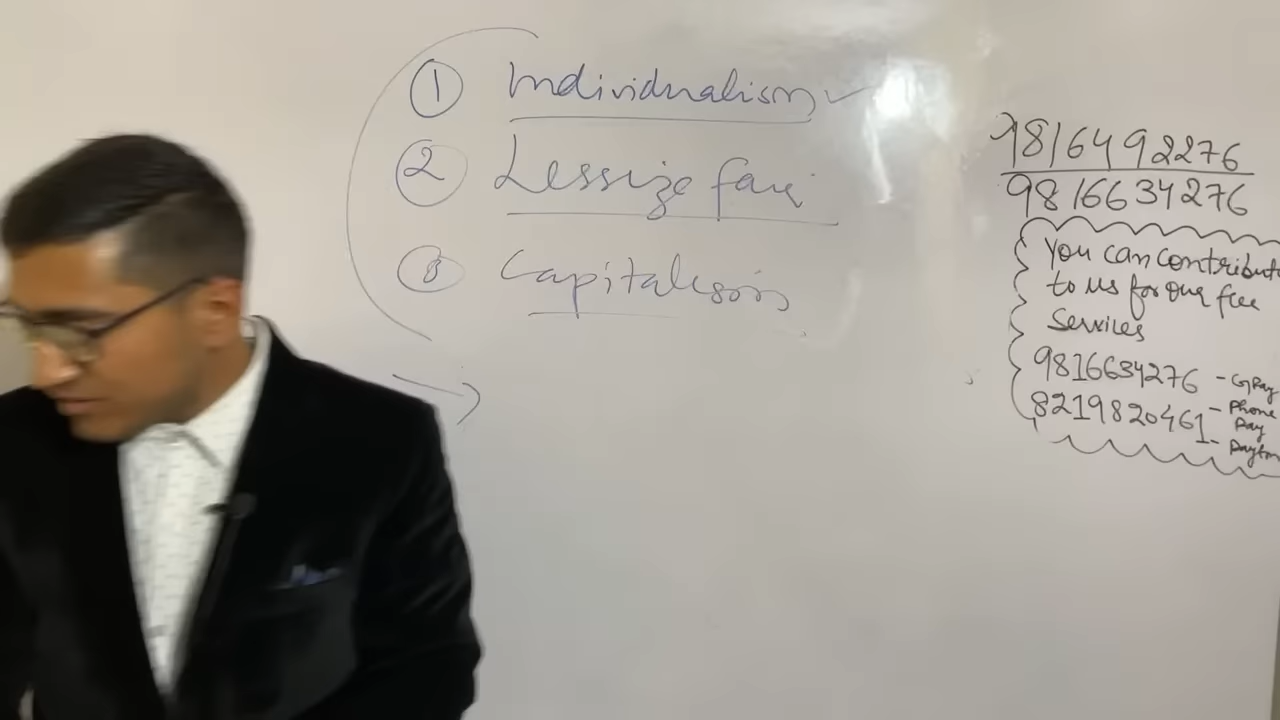 1 Individualism
2 Lessize fare
3 Capitalism
9816492276
9816634276
You can contribute
to us for our free
Services
9816634276 - GPay
8219820461 - Phone
Pay
- Paytm